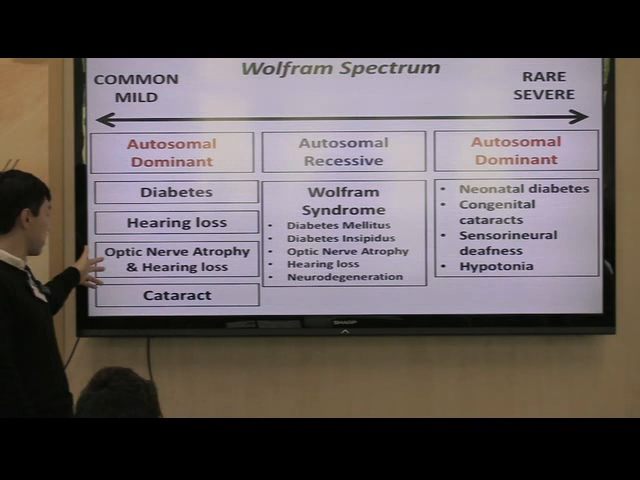 Wolfram Spectrum
COMMON
MILD
RARE
SEVERE
Autosomal
Dominant
Autosomal
Recessive
Autosomal
Dominant
Diabetes
Hearing loss
Optic Nerve Atrophy
& Hearing loss
Cataract
Wolfram
Syndrome
• Diabetes Mellitus
• Diabetes Insipidus
• Optic Nerve Atrophy
• Hearing loss
• Neurodegeneration
• Neonatal diabetes
• Congenital
cataracts
• Sensorineural
deafness
• Hypotonia
SHARP